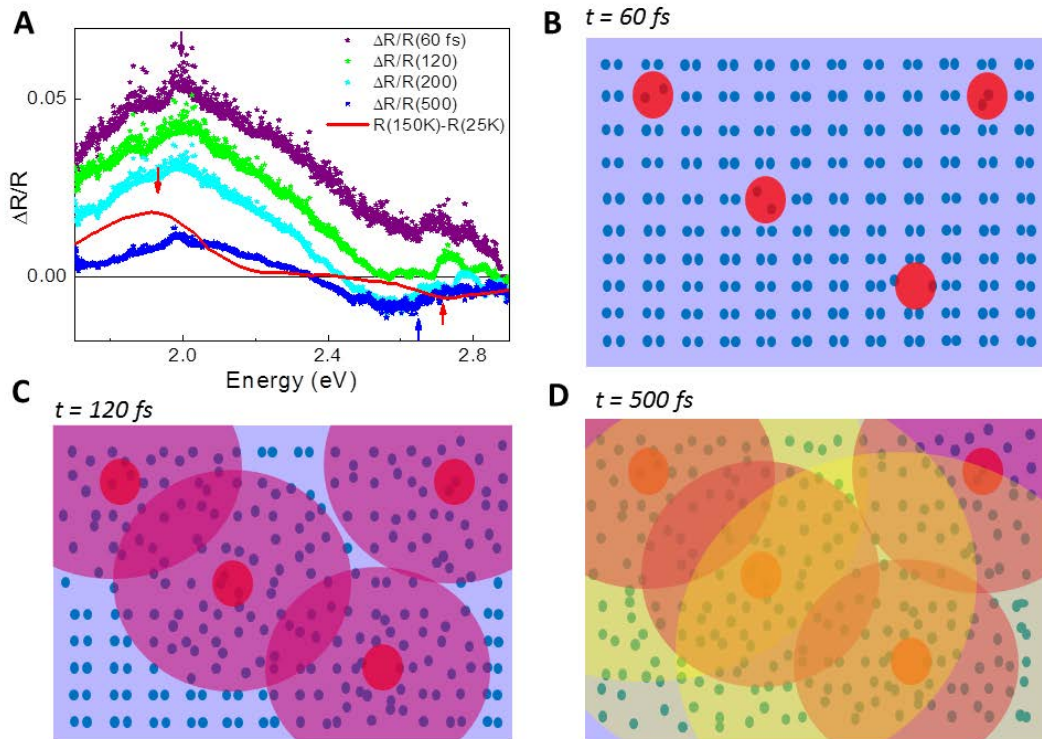 A
ΔR/R(60 fs)
ΔR/R(120)
ΔR/R(200)
ΔR/R(500)
R(150K)-R(25K)
0.05
0.00
ΔR/R
2.0
2.4
2.8
Energy (eV)
B
t = 60 fs
C
t = 120 fs
D
t = 500 fs